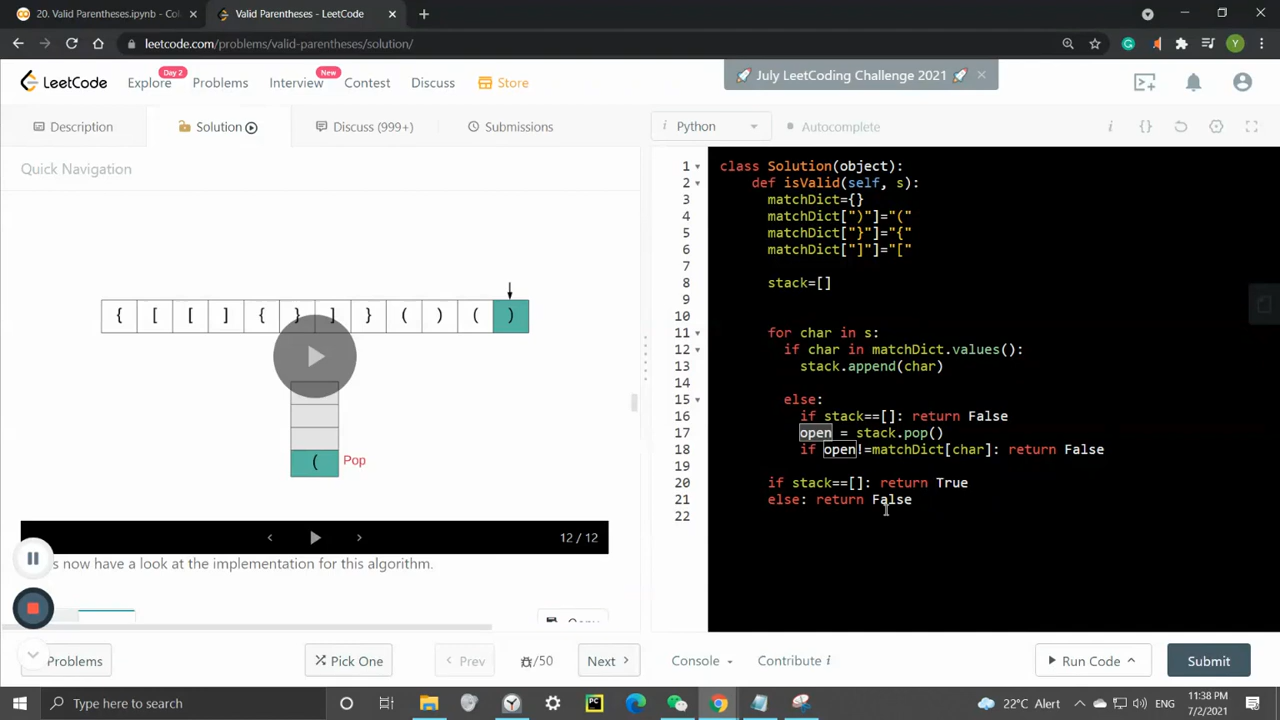 20. Valid Parentheses.ipynb - Col
Valid Parentheses - LeetCode
leetcode.com/problems/valid-parentheses/solution/
LeetCode
Explore
Day 2
Problems
Interview
New
Contest
Discuss
Store
🚀 July LeetCoding Challenge 2021 🚀
Description
Solution
Discuss (999+)
Submissions
i Python
Autocomplete
Quick Navigation
{ [ [ ] { } ] } ( ) ( )
(
Pop
12 / 12
s now have a look at the implementation for this algorithm.
1 class Solution(object):
2 def isValid(self, s):
3 matchDict={}
4 matchDict[")"]="("
5 matchDict["}"]="{"
6 matchDict["]"]="["
7
8 stack=[]
9
10
11 for char in s:
12 if char in matchDict.values():
13 stack.append(char)
14
15 else:
16 if stack==[]: return False
17 open = stack.pop()
18 if open!=matchDict[char]: return False
19
20 if stack==[]: return True
21 else: return False
22
Problems
Pick One
Prev
/50
Next
Console
Contribute i
Run Code
Submit
Type here to search
22°C Alert
ENG
11:38 PM
7/2/2021